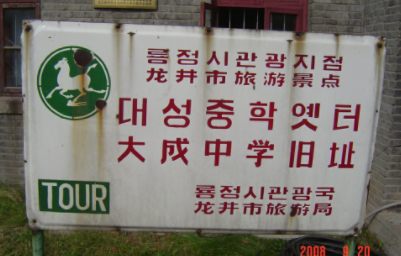 룡정시관광지점
龙井市旅游景点
대성중학옛터
大成中学旧址
TOUR
룡정시관광국
龙井市旅游局
2008 9 20